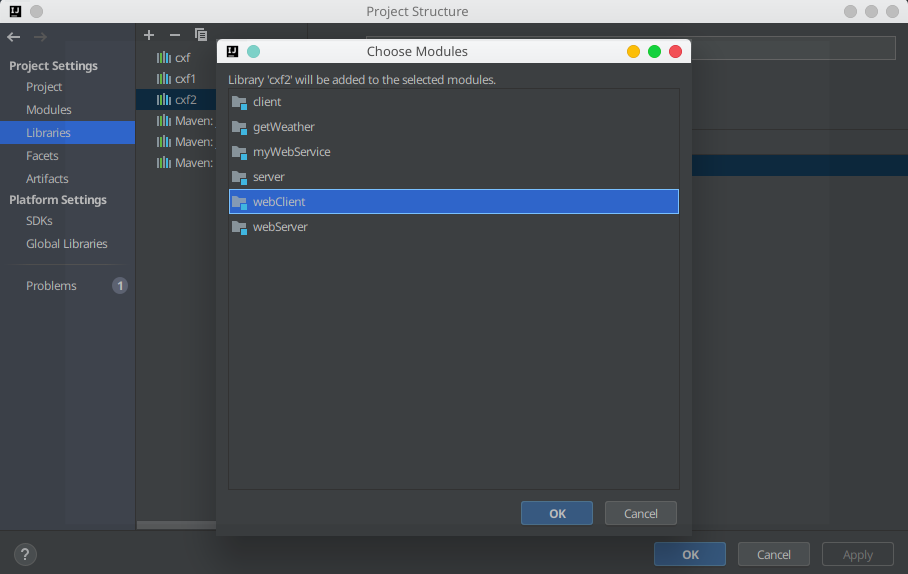 Project Structure
Project Settings
Project
Modules
Libraries
Facets
Artifacts
Platform Settings
SDKs
Global Libraries
Problems 1
cxf
cxf1
cxf2
Maven:
Maven:
Maven:
Choose Modules
Library 'cxf2' will be added to the selected modules.
client
getWeather
myWebService
server
webClient
webServer
OK Cancel
? OK Cancel Apply